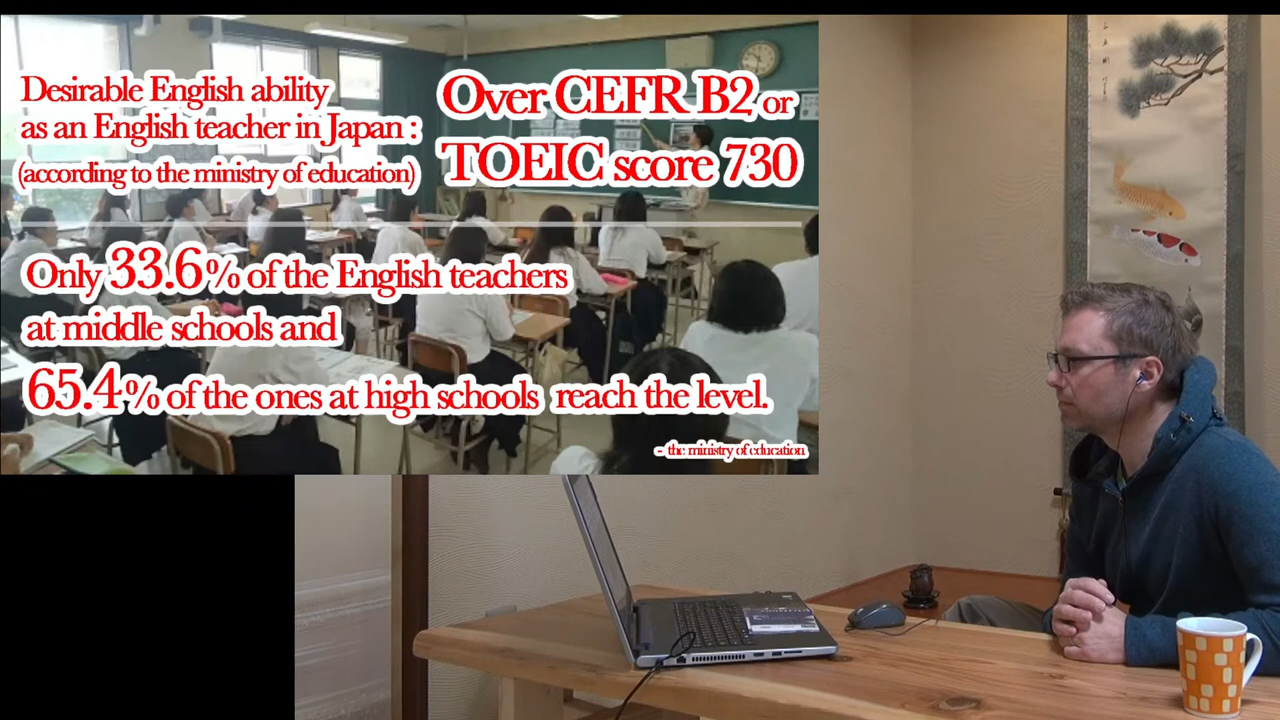 Desirable English ability
as an English teacher in Japan :
(according to the ministry of education)
Over CEFR B2 or
TOEIC score 730
Only 33.6% of the English teachers
at middle schools and
65.4% of the ones at high schools reach the level.
- the ministry of education